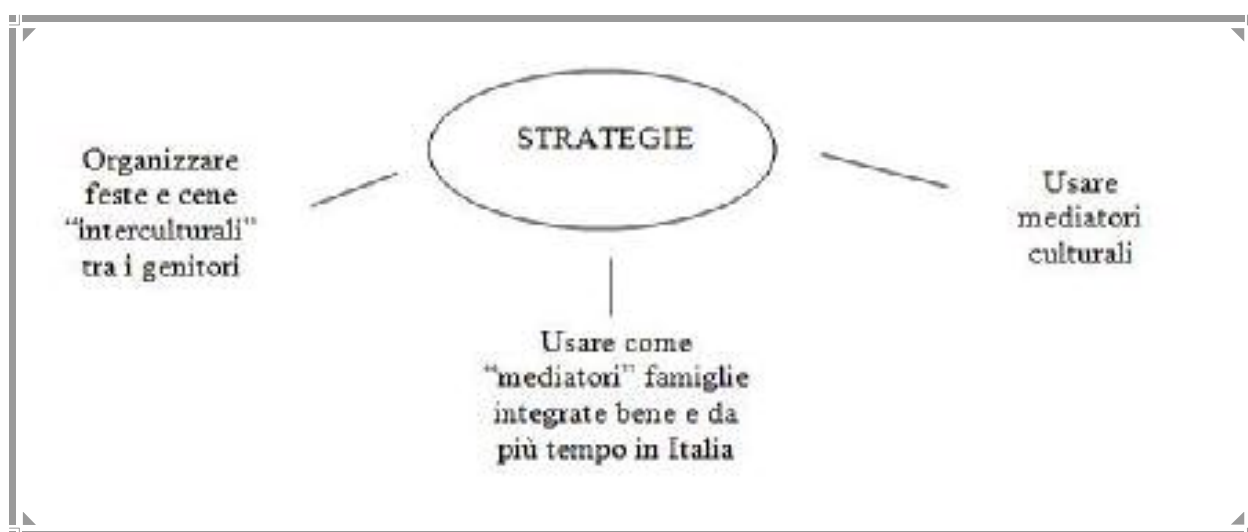 STRATEGIE
Organizzare
feste e cene
“interculturali”
tra i genitori
Usare come
“mediatori” famiglie
integrate bene e da
più tempo in Italia
Usare
mediatori
culturali